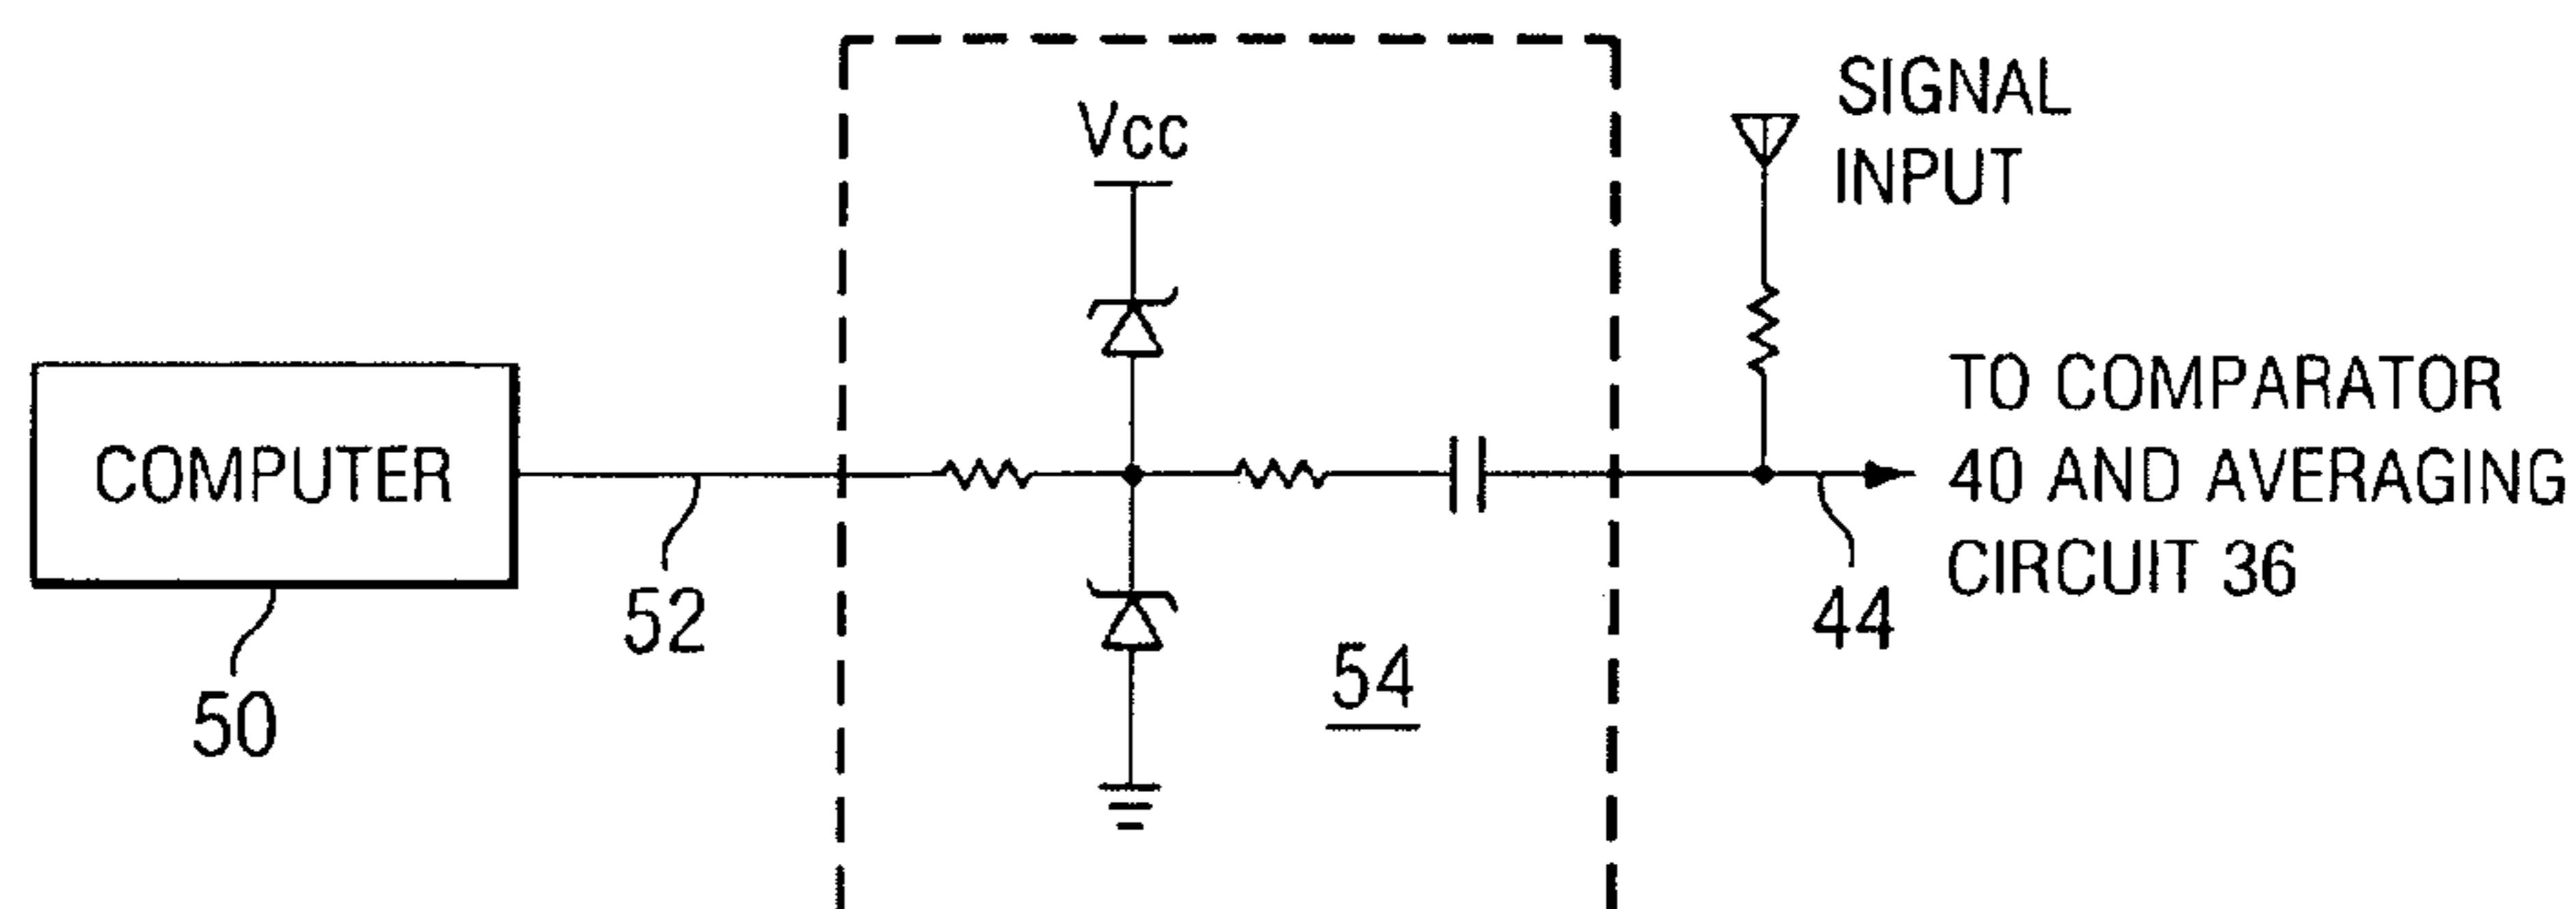 SIGNAL
INPUT
Vcc
COMPUTER
TO COMPARATOR
40 AND AVERAGING
CIRCUIT 36
50
52
54
44